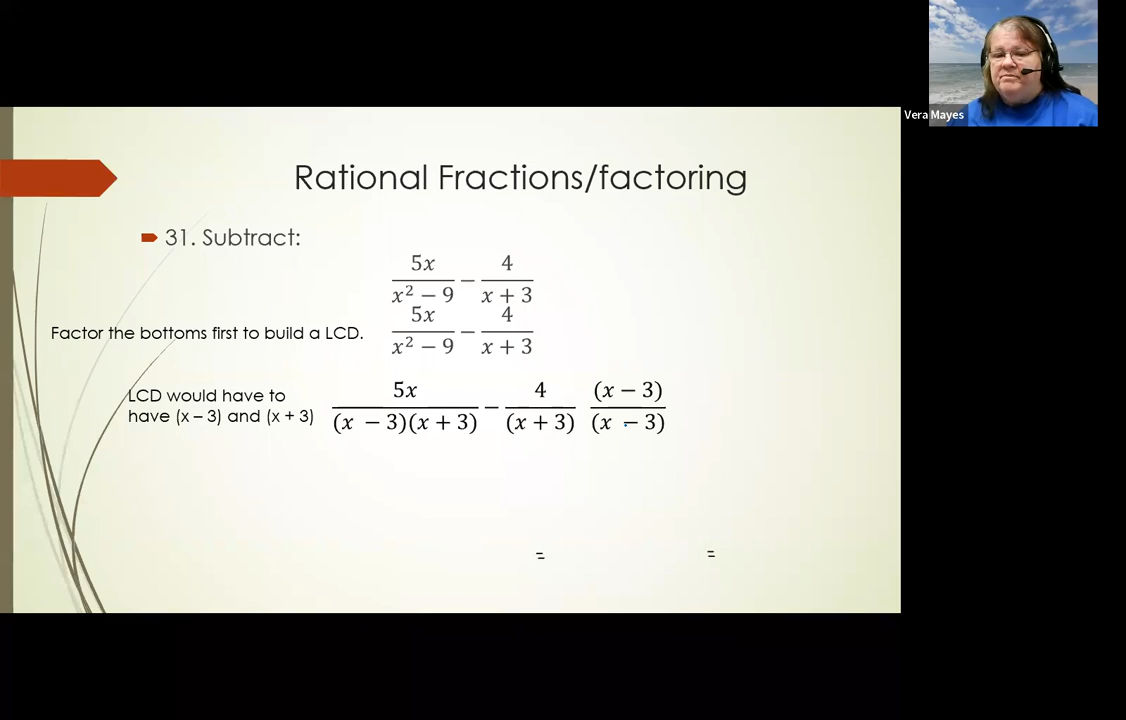 Vera Mayes
Rational Fractions/factoring
31. Subtract:
5x/(x² − 9) − 4/(x + 3)
Factor the bottoms first to build a LCD. 5x/(x² − 9) − 4/(x + 3)
LCD would have to
have (x – 3) and (x + 3) 5x/((x − 3)(x + 3)) − 4/(x + 3) (x − 3)/(x − 3)
= =